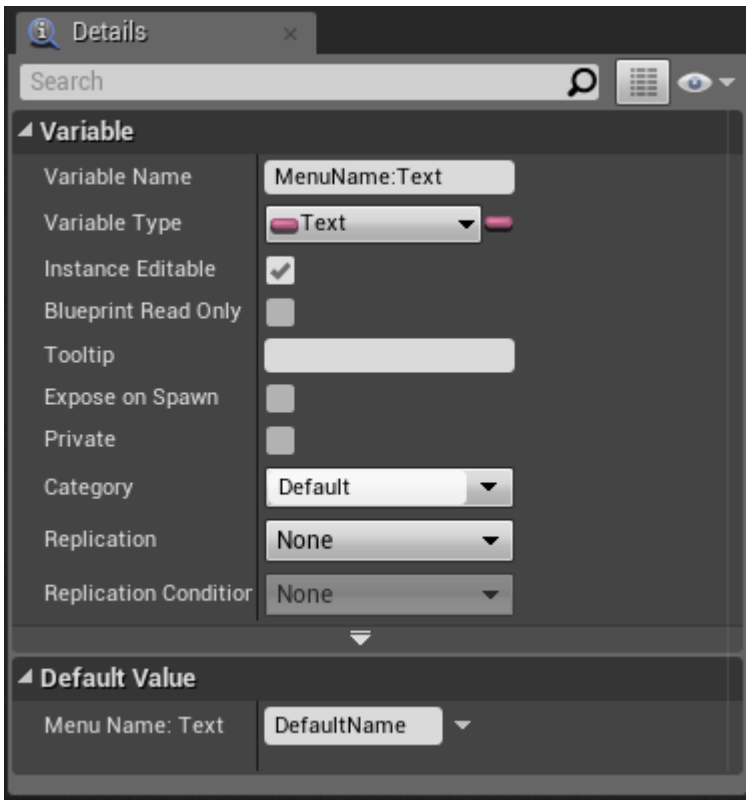 Details
Search
Variable
Variable Name MenuName:Text
Variable Type Text
Instance Editable
Blueprint Read Only
Tooltip
Expose on Spawn
Private
Category Default
Replication None
Replication Condition None
Default Value
Menu Name: Text DefaultName